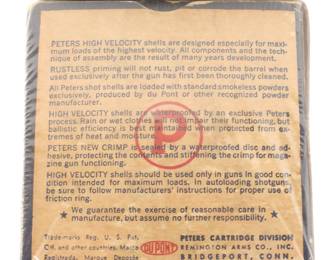 PETERS HIGH VELOCITY shells are designed especially for maxi-
mum loads of the highest velocity. All components and the tech-
nique of assembly are the result of many years development.
RUSTLESS priming will not rust, pit or corrode the barrel when
used exclusively after the gun has first been thoroughly cleaned.
All Peters shot shells are loaded with standard smokeless powders
exclusively, produced by du Pont or other recognized powder
manufacturer.
HIGH VELOCITY shells are waterproofed by an exclusive Peters
process. Rain or wet clothes will not impair their functioning, but
ballistic efficiency is best maintained when protected from ex-
tremes of heat and moisture.
PETERS NEW CRIMP is sealed by a waterproofed disc and ad-
hesive, protecting the contents and stiffening the crimp for maga-
zine gun functioning.
HIGH VELOCITY shells should be used only in guns in good con-
dition intended for maximum loads. In autoloading shotguns,
be sure to follow manufacturers' instructions for proper use of
friction ring.
★ We guarantee the exercise of reasonable care in ★
manufacture, but assume no further responsibility.
Trade-marks Reg. U. S. Pat.
Off. and other countries. Marca
Registrada. Marque Deposée
DU PONT
PETERS CARTRIDGE DIVISION
REMINGTON ARMS CO., INC.
BRIDGEPORT, CONN.
P